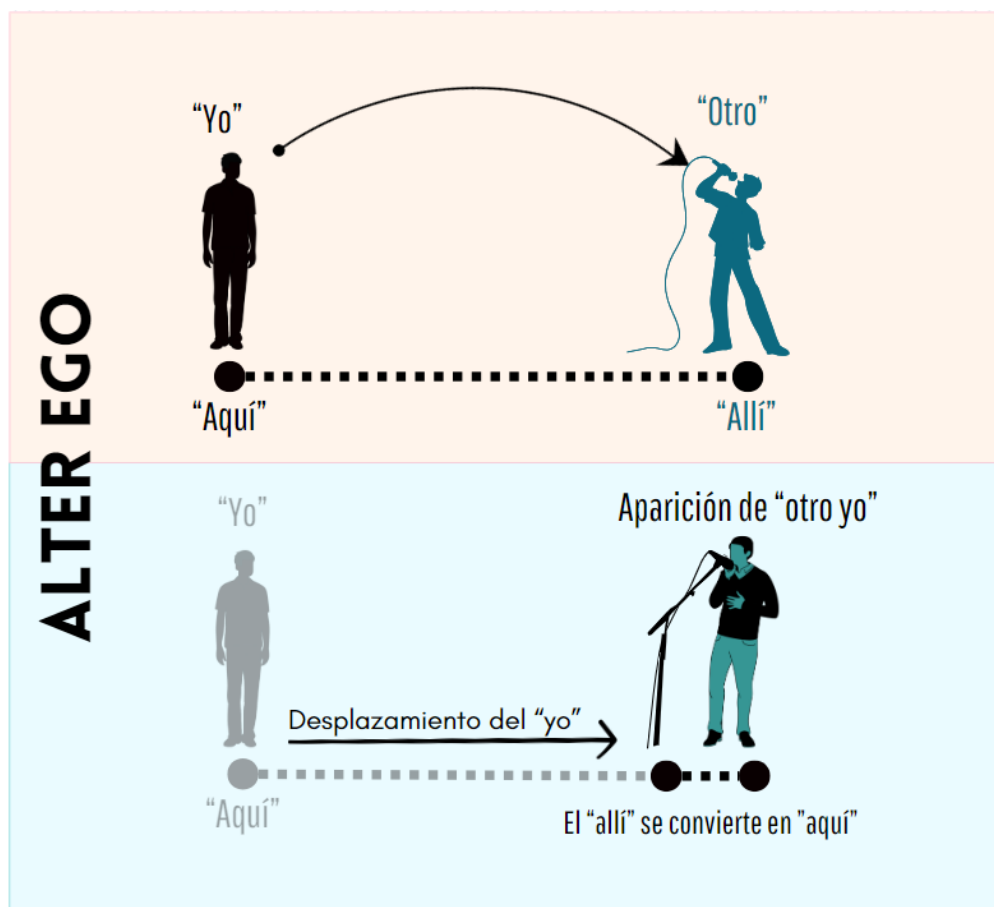 ALTER EGO
“Yo”
“Otro”
“Aquí”
“Allí”
“Yo”
Aparición de “otro yo”
Desplazamiento del “yo”
“Aquí”
El “allí” se convierte en ”aquí”